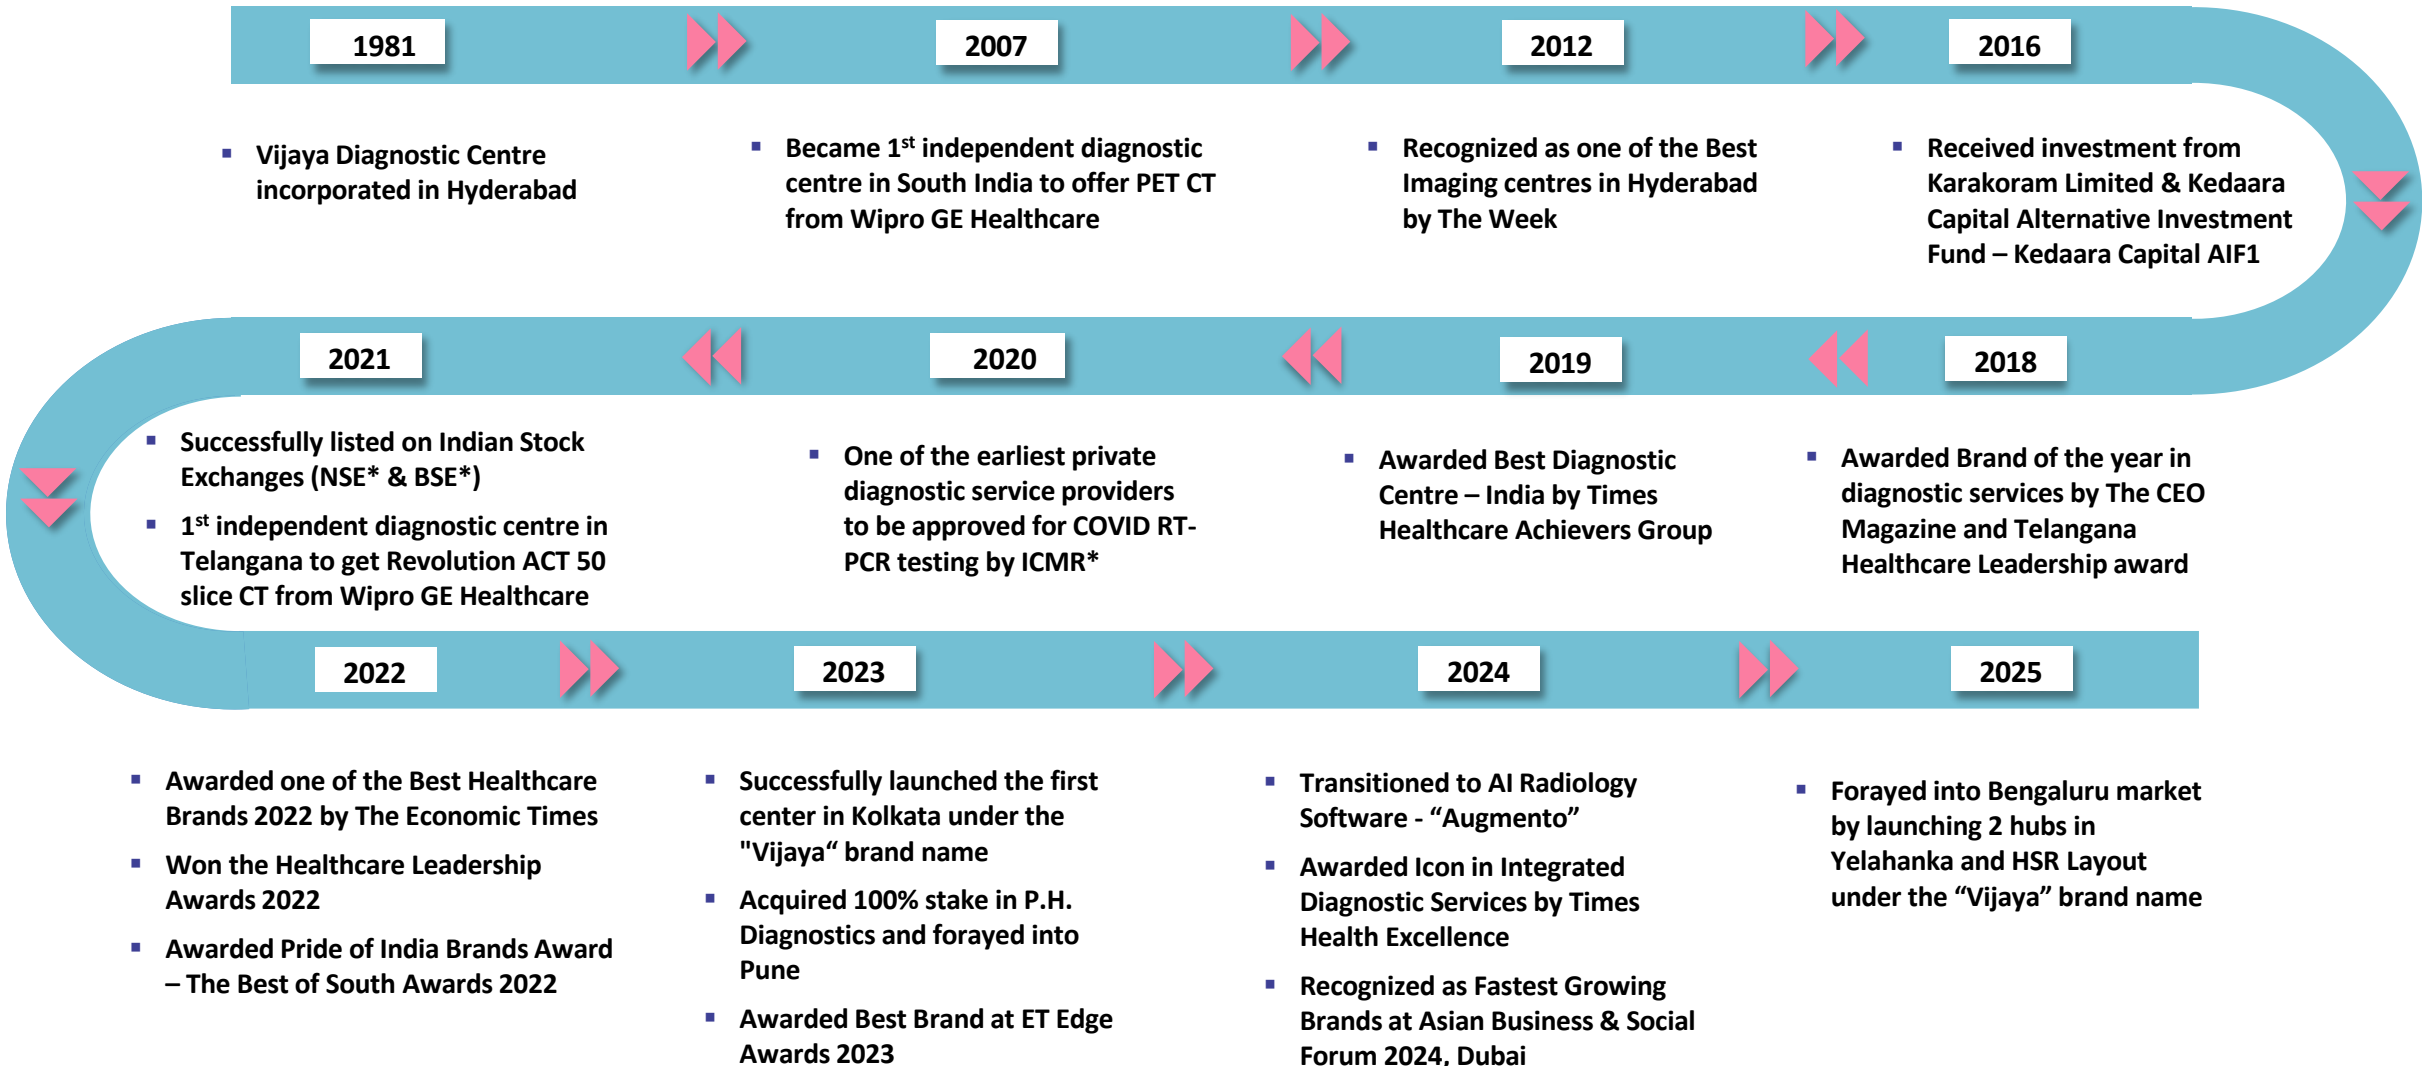 1981
2007
2012
2016
▪ Vijaya Diagnostic Centre
incorporated in Hyderabad
▪ Became 1st independent diagnostic
centre in South India to offer PET CT
from Wipro GE Healthcare
▪ Recognized as one of the Best
Imaging centres in Hyderabad
by The Week
▪ Received investment from
Karakoram Limited & Kedaara
Capital Alternative Investment
Fund – Kedaara Capital AIF1
2018
2019
2020
2021
▪ Awarded Brand of the year in
diagnostic services by The CEO
Magazine and Telangana
Healthcare Leadership award
▪ Awarded Best Diagnostic
Centre – India by Times
Healthcare Achievers Group
▪ One of the earliest private
diagnostic service providers
to be approved for COVID RT-
PCR testing by ICMR*
▪ Successfully listed on Indian Stock
Exchanges (NSE* & BSE*)
▪ 1st independent diagnostic centre in
Telangana to get Revolution ACT 50
slice CT from Wipro GE Healthcare
2022
2023
2024
2025
▪ Awarded one of the Best Healthcare
Brands 2022 by The Economic Times
▪ Won the Healthcare Leadership
Awards 2022
▪ Awarded Pride of India Brands Award
– The Best of South Awards 2022
▪ Successfully launched the first
center in Kolkata under the
"Vijaya“ brand name
▪ Acquired 100% stake in P.H.
Diagnostics and forayed into
Pune
▪ Awarded Best Brand at ET Edge
Awards 2023
▪ Transitioned to AI Radiology
Software - “Augmento”
▪ Awarded Icon in Integrated
Diagnostic Services by Times
Health Excellence
▪ Recognized as Fastest Growing
Brands at Asian Business & Social
Forum 2024, Dubai
▪ Forayed into Bengaluru market
by launching 2 hubs in
Yelahanka and HSR Layout
under the “Vijaya” brand name